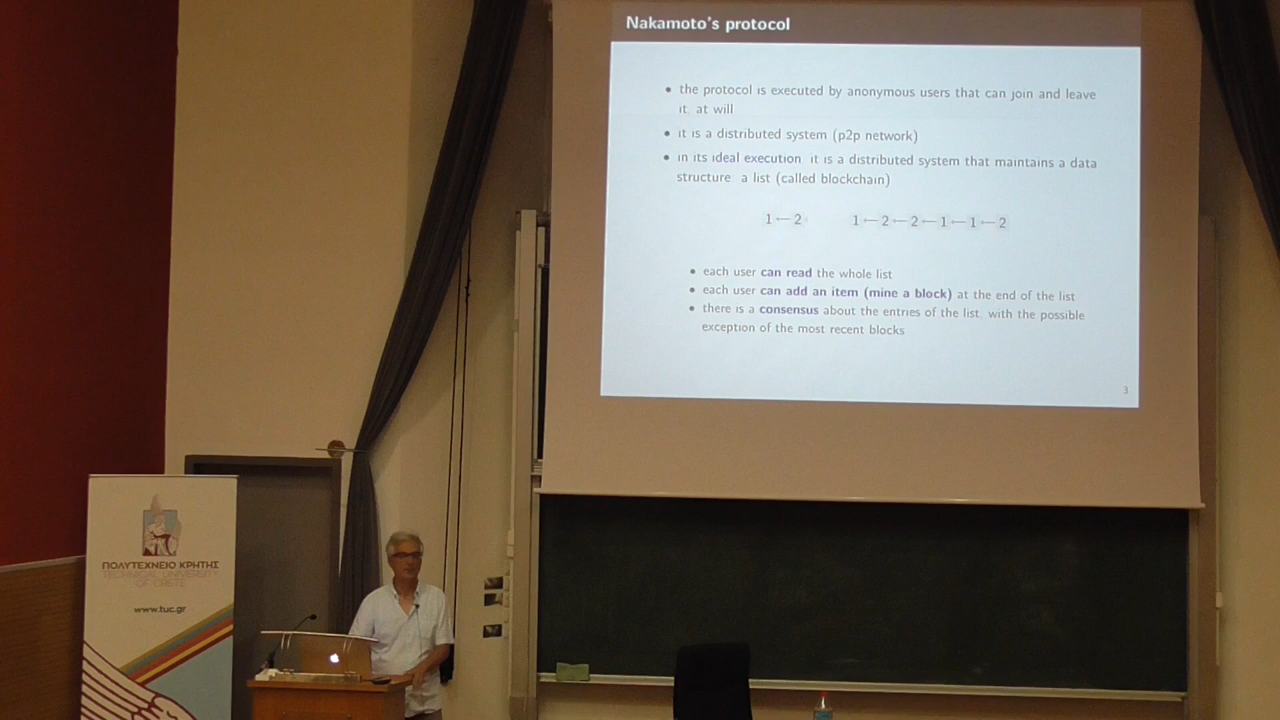 Nakamoto's protocol
• the protocol is executed by anonymous users that can join and leave
it at will
• it is a distributed system (p2p network)
• in its ideal execution it is a distributed system that maintains a data
structure a list (called blockchain)
1 ← 2 1 ← 2 ← 2 ← 1 ← 1 ← 2
• each user can read the whole list
• each user can add an item (mine a block) at the end of the list
• there is a consensus about the entries of the list with the possible
exception of the most recent blocks
3
ΠΟΛΥΤΕΧΝΕΙΟ ΚΡΗΤΗΣ
TECHNICAL UNIVERSITY
OF CRETE
www.tuc.gr